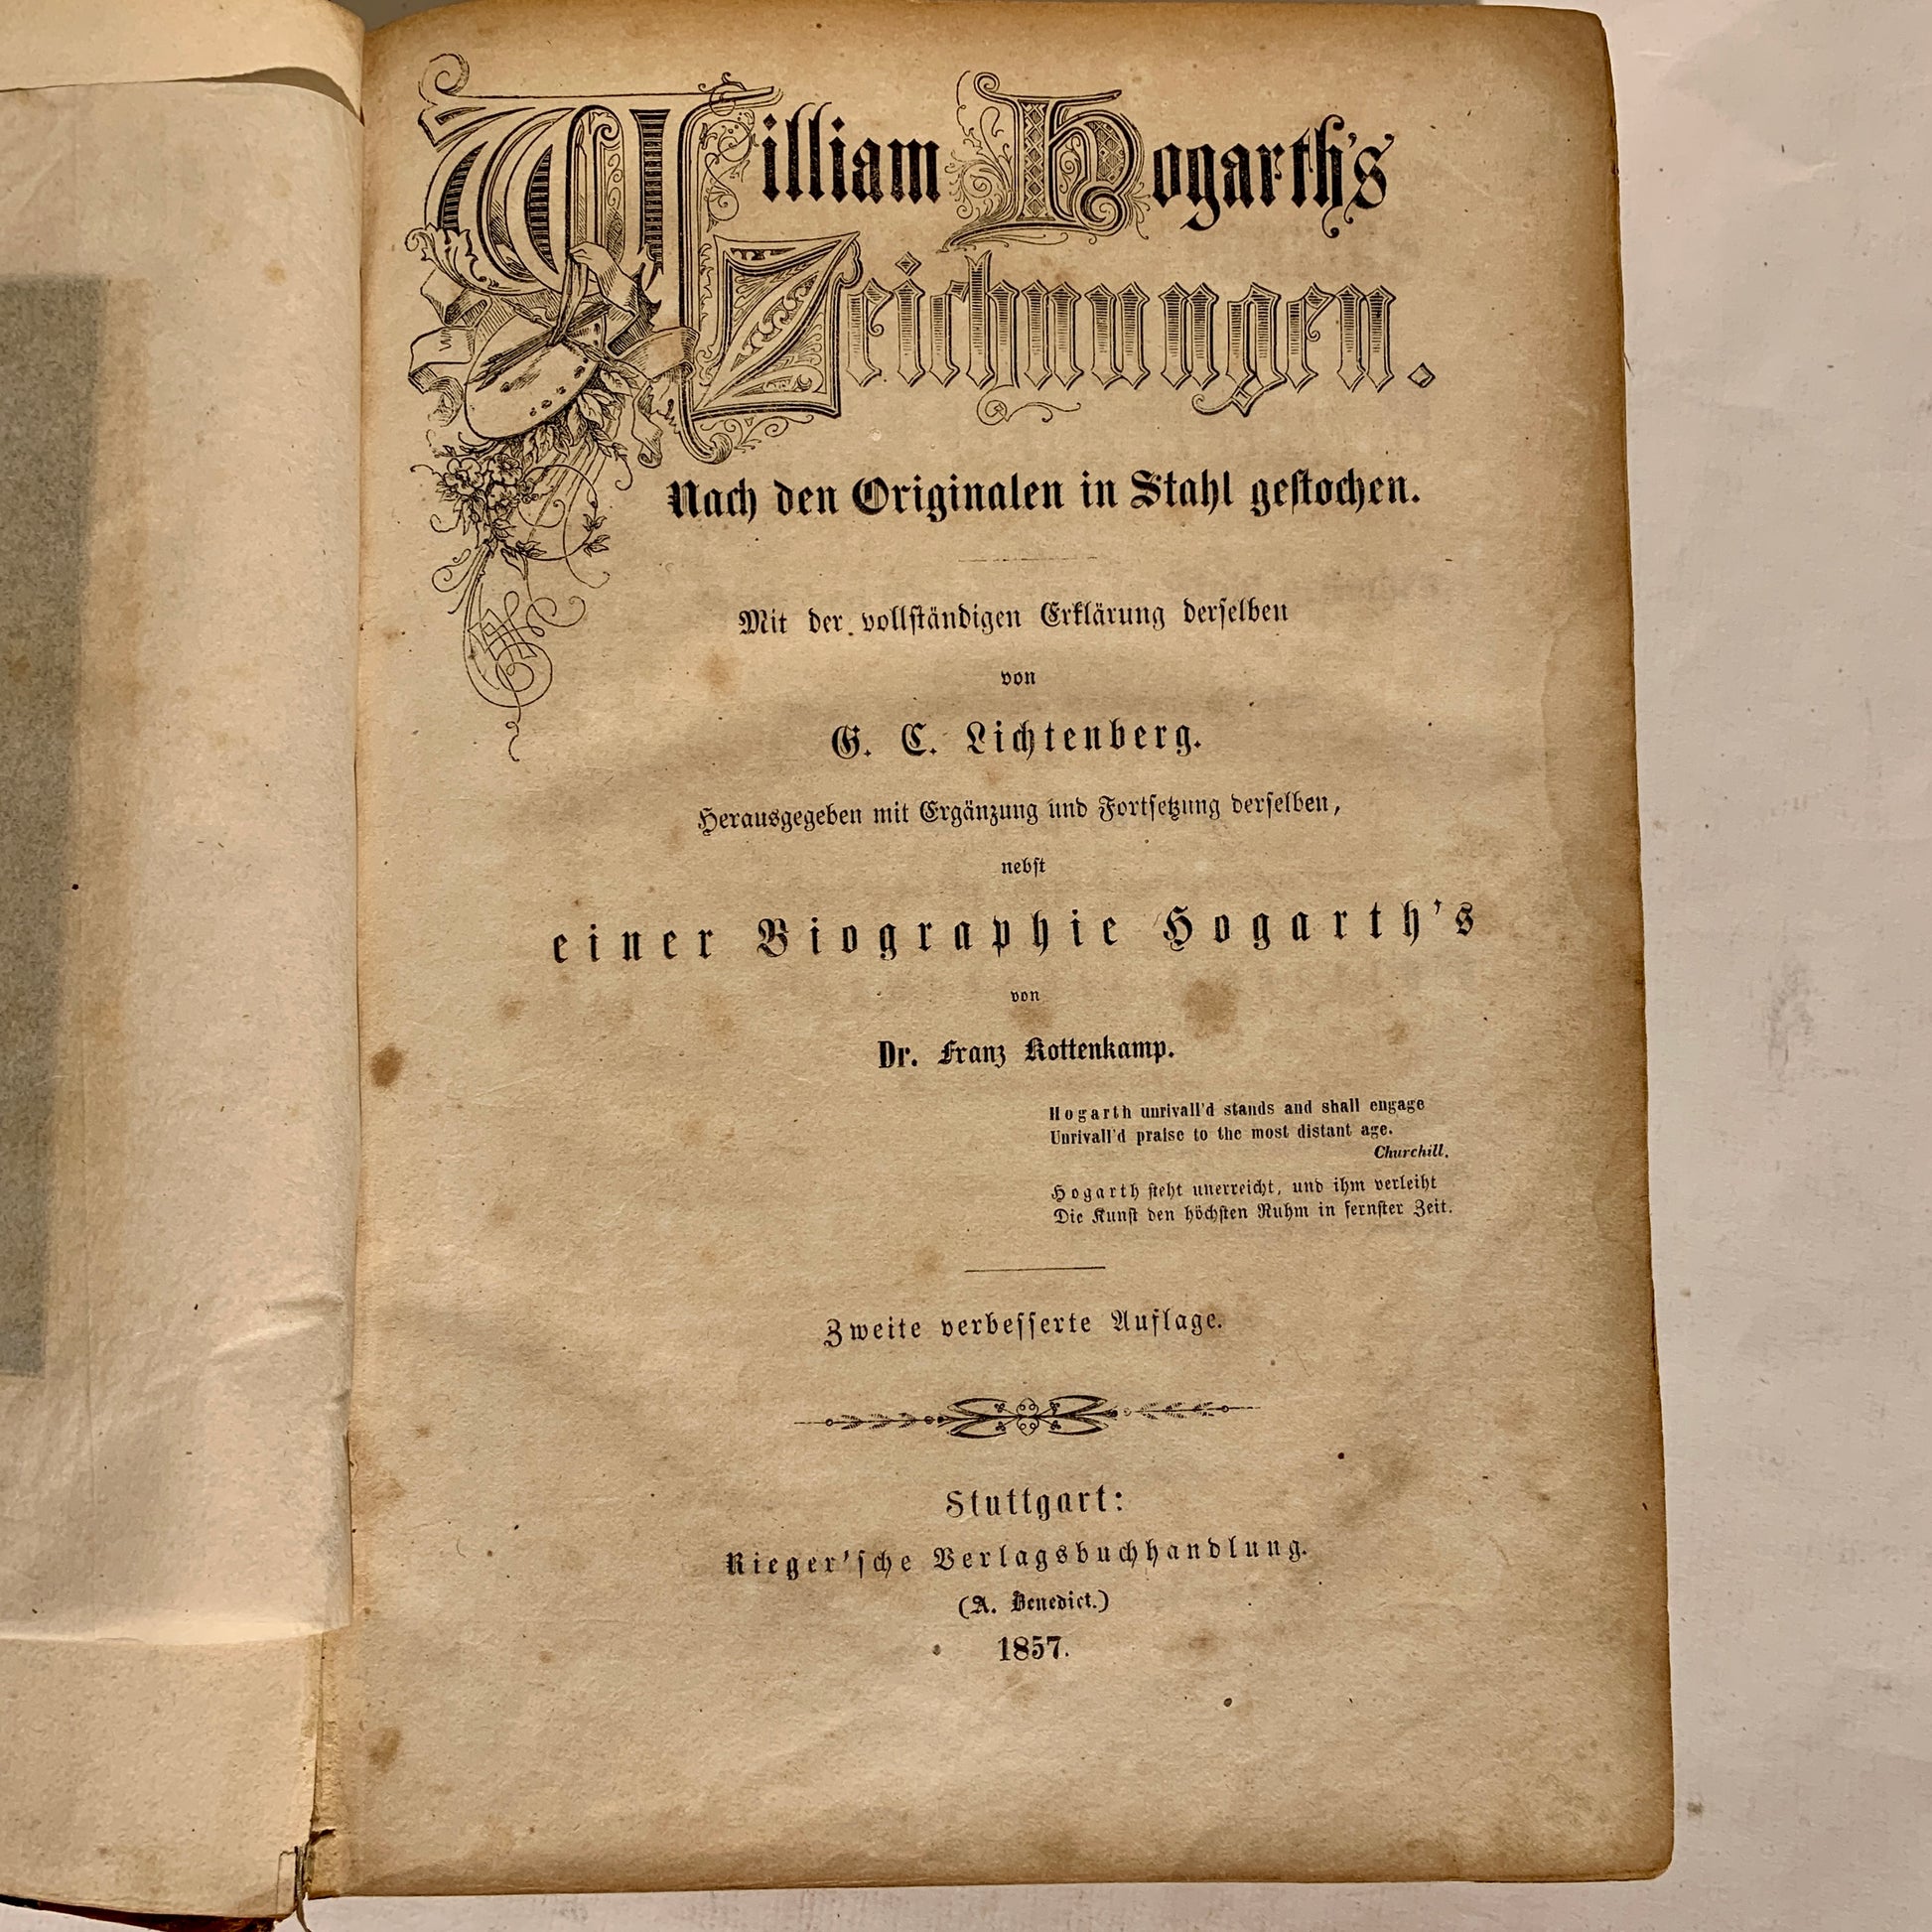 William Hogarth's
Zeichnungen.
Nach den Originalen in Stahl gestochen.
Mit der vollständigen Erklärung derselben
von
G. C. Lichtenberg.
Herausgegeben mit Ergänzung und Fortsetzung derselben,
nebst
einer Biographie Hogarth's
von
Dr. Franz Kottenkamp.
Hogarth unrivall'd stands and shall engage
Unrivall'd praise to the most distant age.
Churchill.
Hogarth steht unerreicht, und ihm verleiht
Die Kunst den höchsten Ruhm in fernster Zeit.
Zweite verbesserte Auflage.
Stuttgart:
Rieger'sche Verlagsbuchhandlung.
(A. Benedict.)
1857.